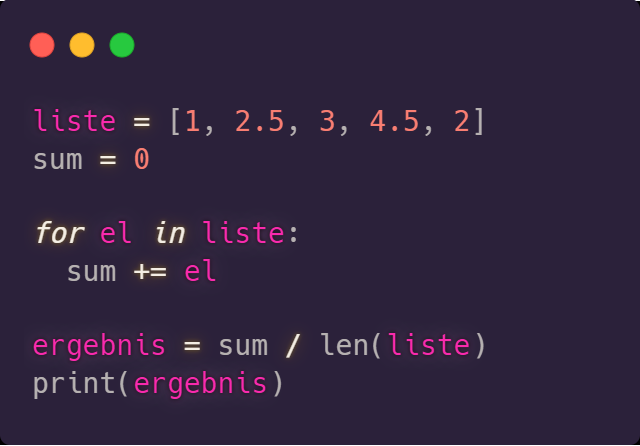 liste = [1, 2.5, 3, 4.5, 2]
sum = 0
for el in liste:
  sum += el
ergebnis = sum / len(liste)
print(ergebnis)